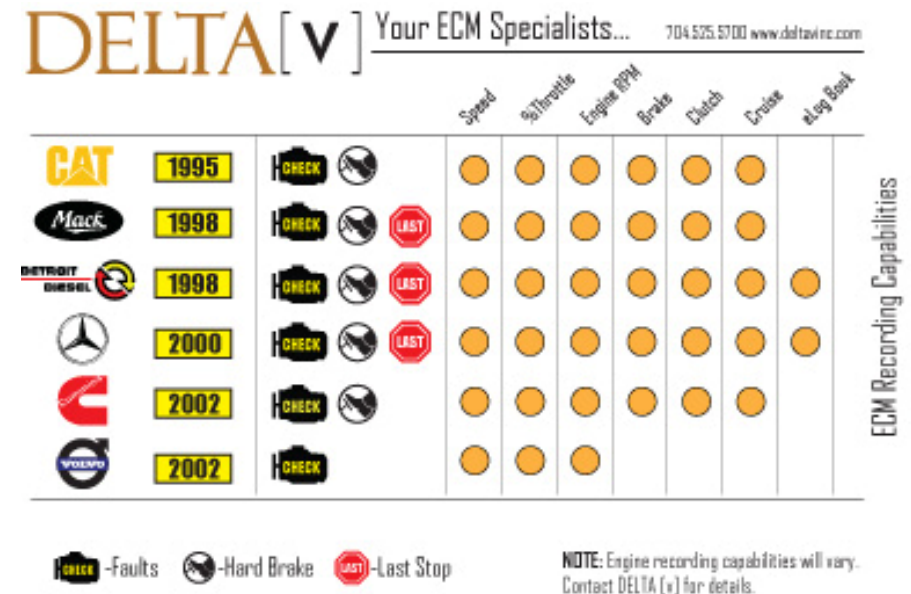 DELTA[v] Your ECM Specialists... 704.525.5700 www.deltavinc.com
Speed %Throttle Engine RPM Brake Clutch Cruise eLog Book
CAT 1995 CHECK
Mack 1998 CHECK LAST
DETROIT DIESEL 1998 CHECK LAST
2000 CHECK LAST
Cummins 2002 CHECK
VOLVO 2002 CHECK
ECM Recording Capabilities
CHECK -Faults -Hard Brake LAST -Last Stop
NOTE: Engine recording capabilities will vary.
Contact DELTA [v] for details.